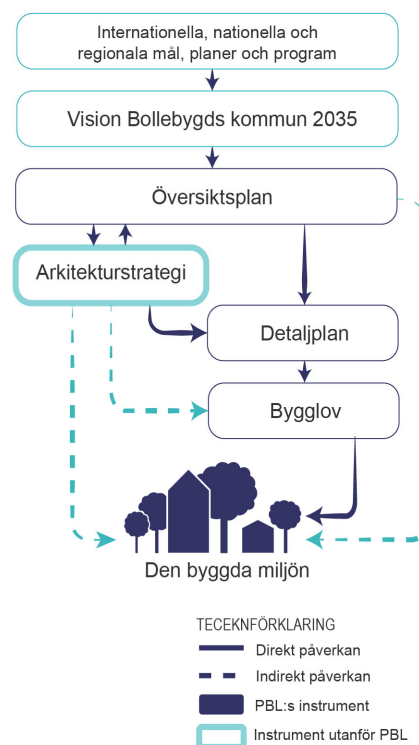 Internationella, nationella och
regionala mål, planer och program
Vision Bollebygds kommun 2035
Översiktsplan
Arkitekturstrategi
Detaljplan
Bygglov
Den byggda miljön
TECEKNFÖRKLARING
Direkt påverkan
Indirekt påverkan
PBL:s instrument
Instrument utanför PBL